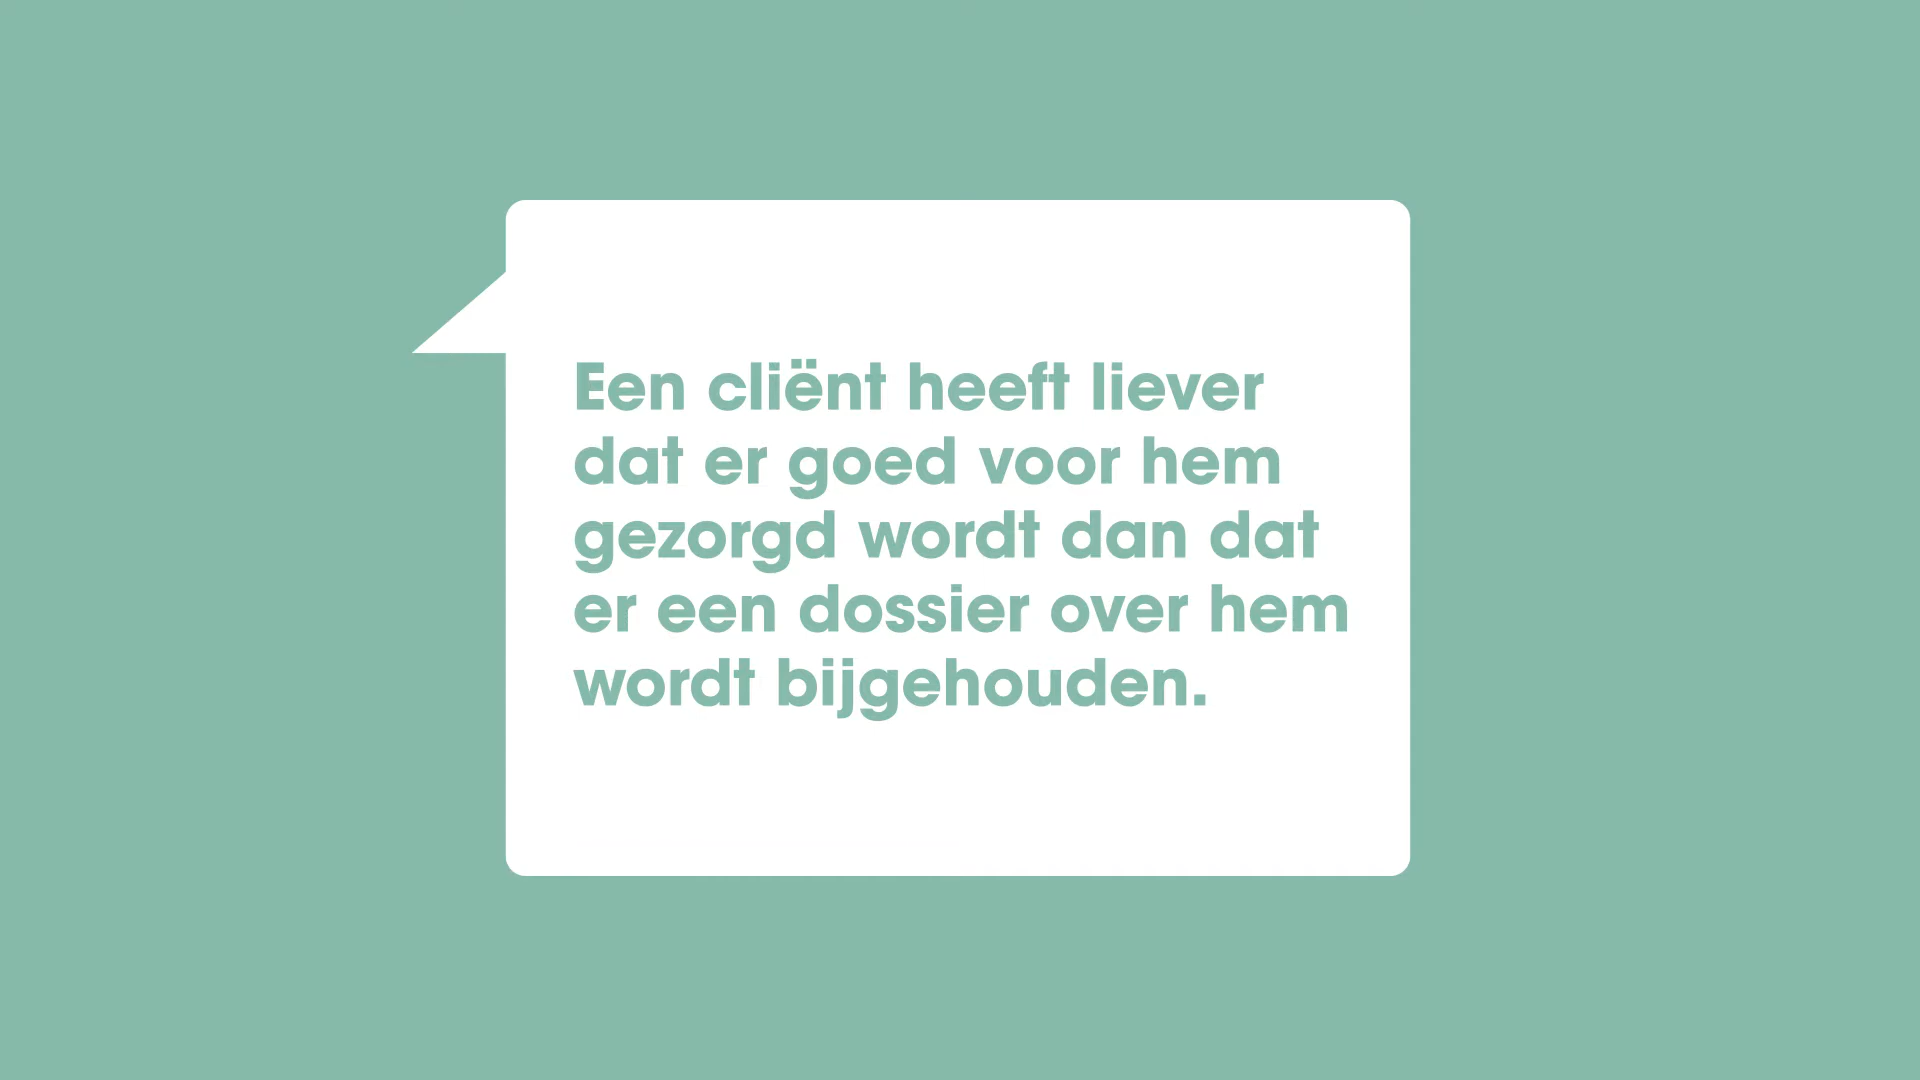 Een cliënt heeft liever
dat er goed voor hem
gezorgd wordt dan dat
er een dossier over hem
wordt bijgehouden.